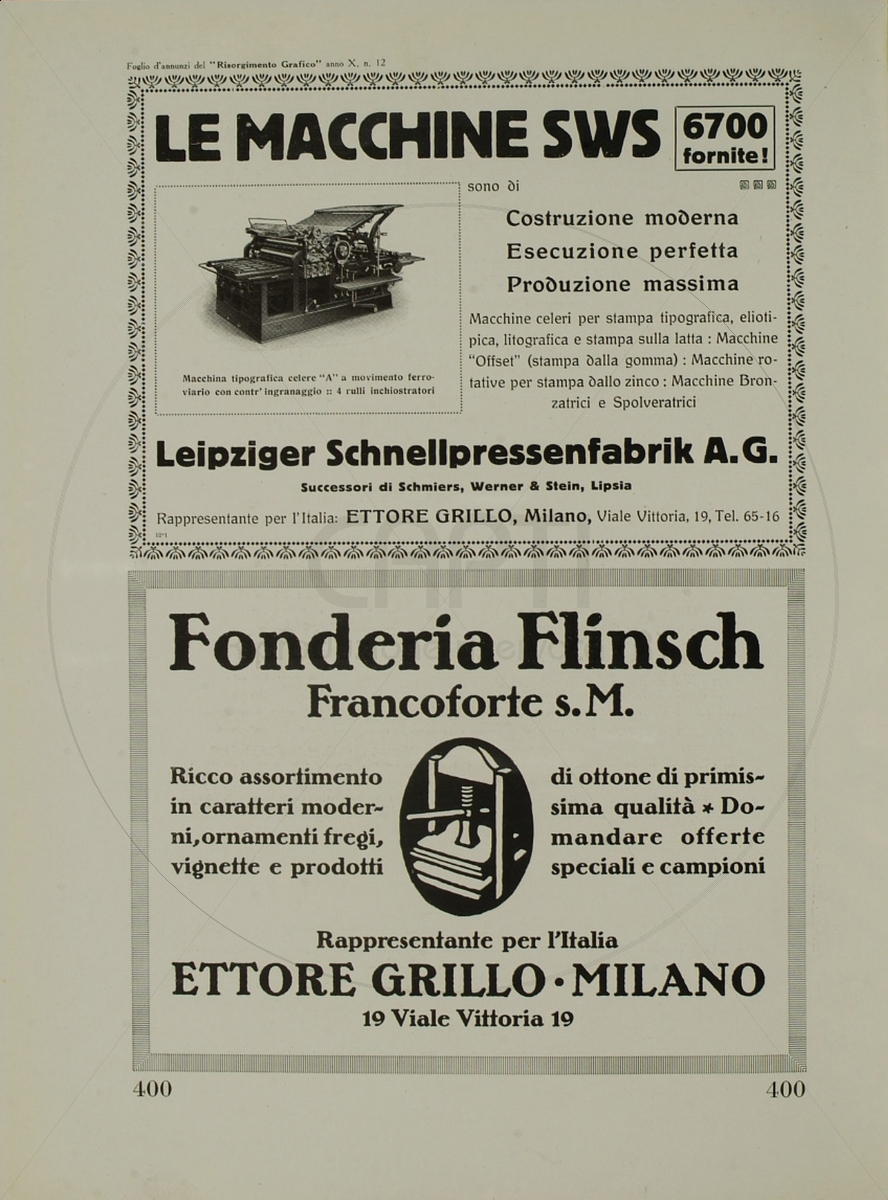 Foglio d'annunzi del "Risorgimento Grafico" anno X, n. 12
LE MACCHINE SWS
6700
fornite!
sono di
Costruzione moderna
Esecuzione perfetta
Produzione massima
Macchine celeri per stampa tipografica, elioti-
pica, litografica e stampa sulla latta : Macchine
"Offset" (stampa dalla gomma) : Macchine ro-
tative per stampa dallo zinco : Macchine Bron-
zatrici e Spolveratrici
Macchina tipografica celere "A" a movimento ferro-
viario con contr' ingranaggio :: 4 rulli inchiostratori
Leipziger Schnellpressenfabrik A.G.
Successori di Schmiers, Werner & Stein, Lipsia
Rappresentante per l'Italia: ETTORE GRILLO, Milano, Viale Vittoria, 19, Tel. 65-16
Fonderia Flinsch
Francoforte s.M.
Ricco assortimento
in caratteri moder-
ni, ornamenti fregi,
vignette e prodotti
di ottone di primis-
sima qualità * Do-
mandare offerte
speciali e campioni
Rappresentante per l'Italia
ETTORE GRILLO · MILANO
19 Viale Vittoria 19
400
400